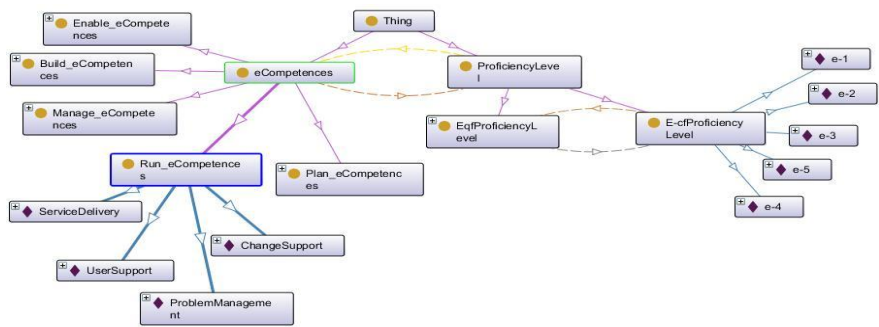 Enable_eCompete
nces
Thing
Build_eCompeten
ces
eCompetences
ProficiencyLeve
l
e-1
e-2
Manage_eCompete
nces
EqfProficiencyL
evel
E-cfProficiency
Level
e-3
Run_eCompetence
s
Plan_eCompetenc
es
e-5
e-4
ServiceDelivery
ChangeSupport
UserSupport
ProblemManageme
nt